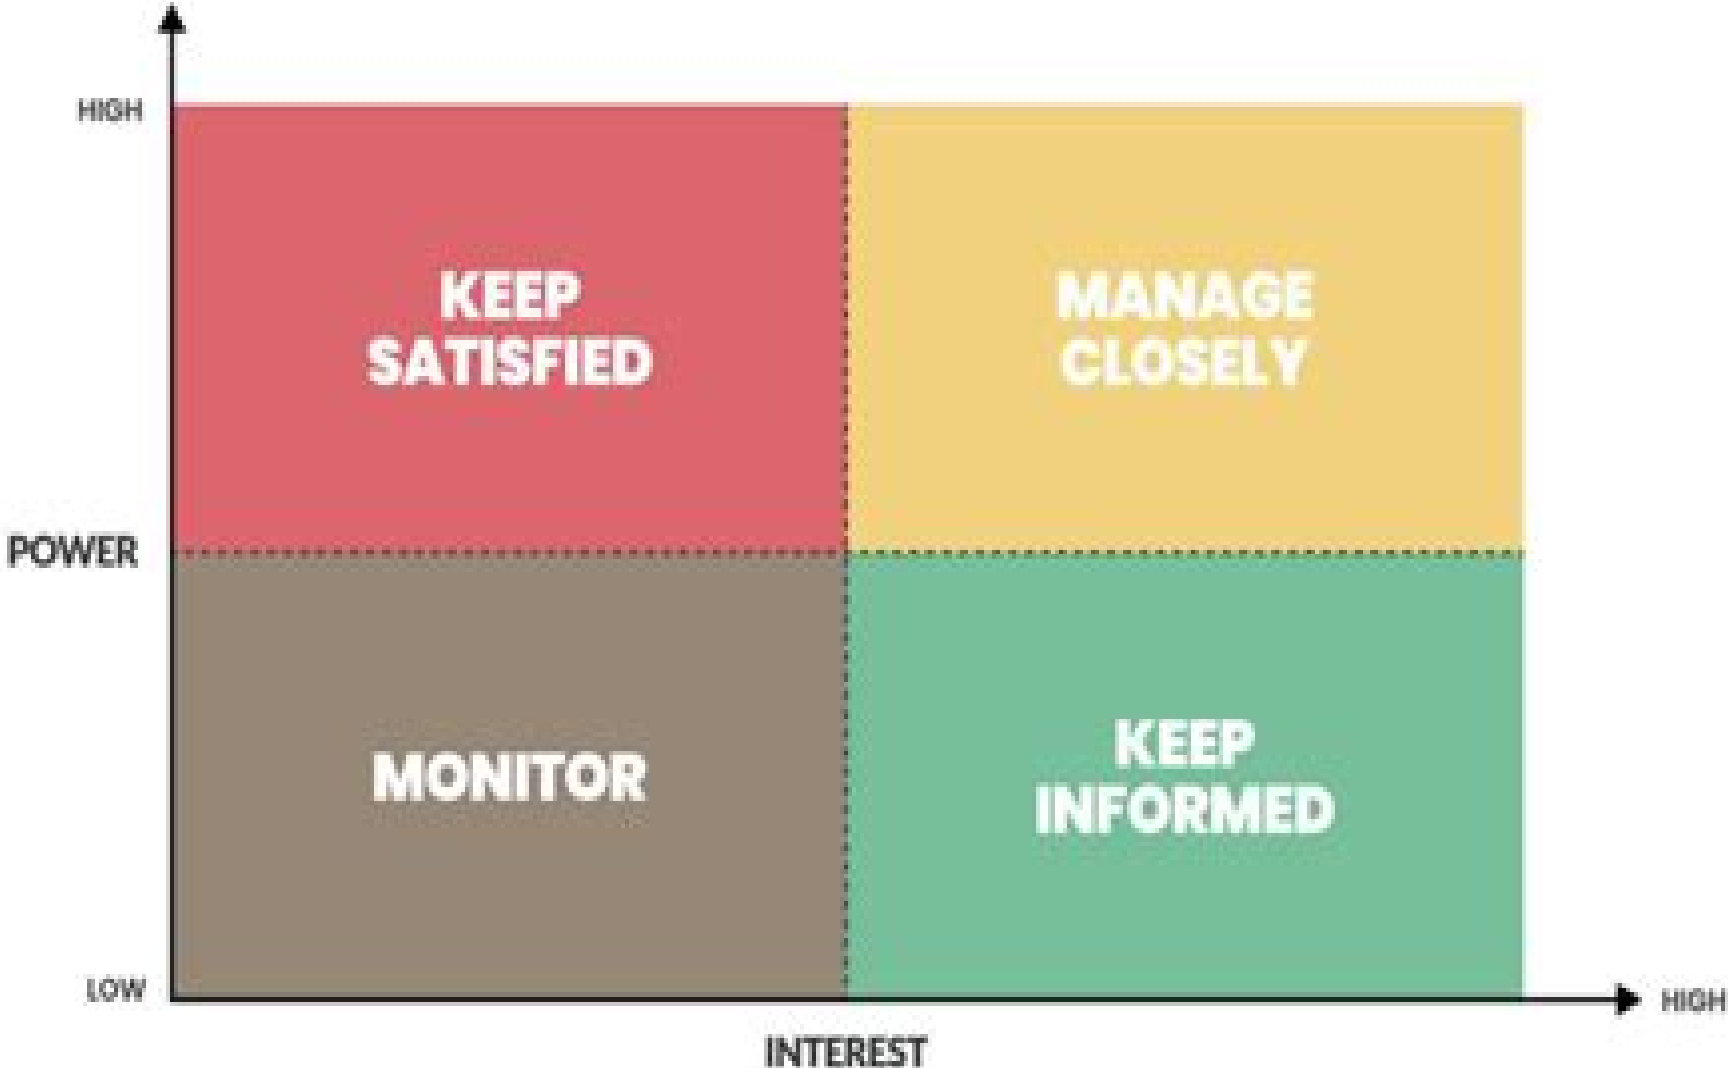 HIGH
KEEP
SATISFIED
MANAGE
CLOSELY
POWER
MONITOR
KEEP
INFORMED
LOW
HIGH
INTEREST